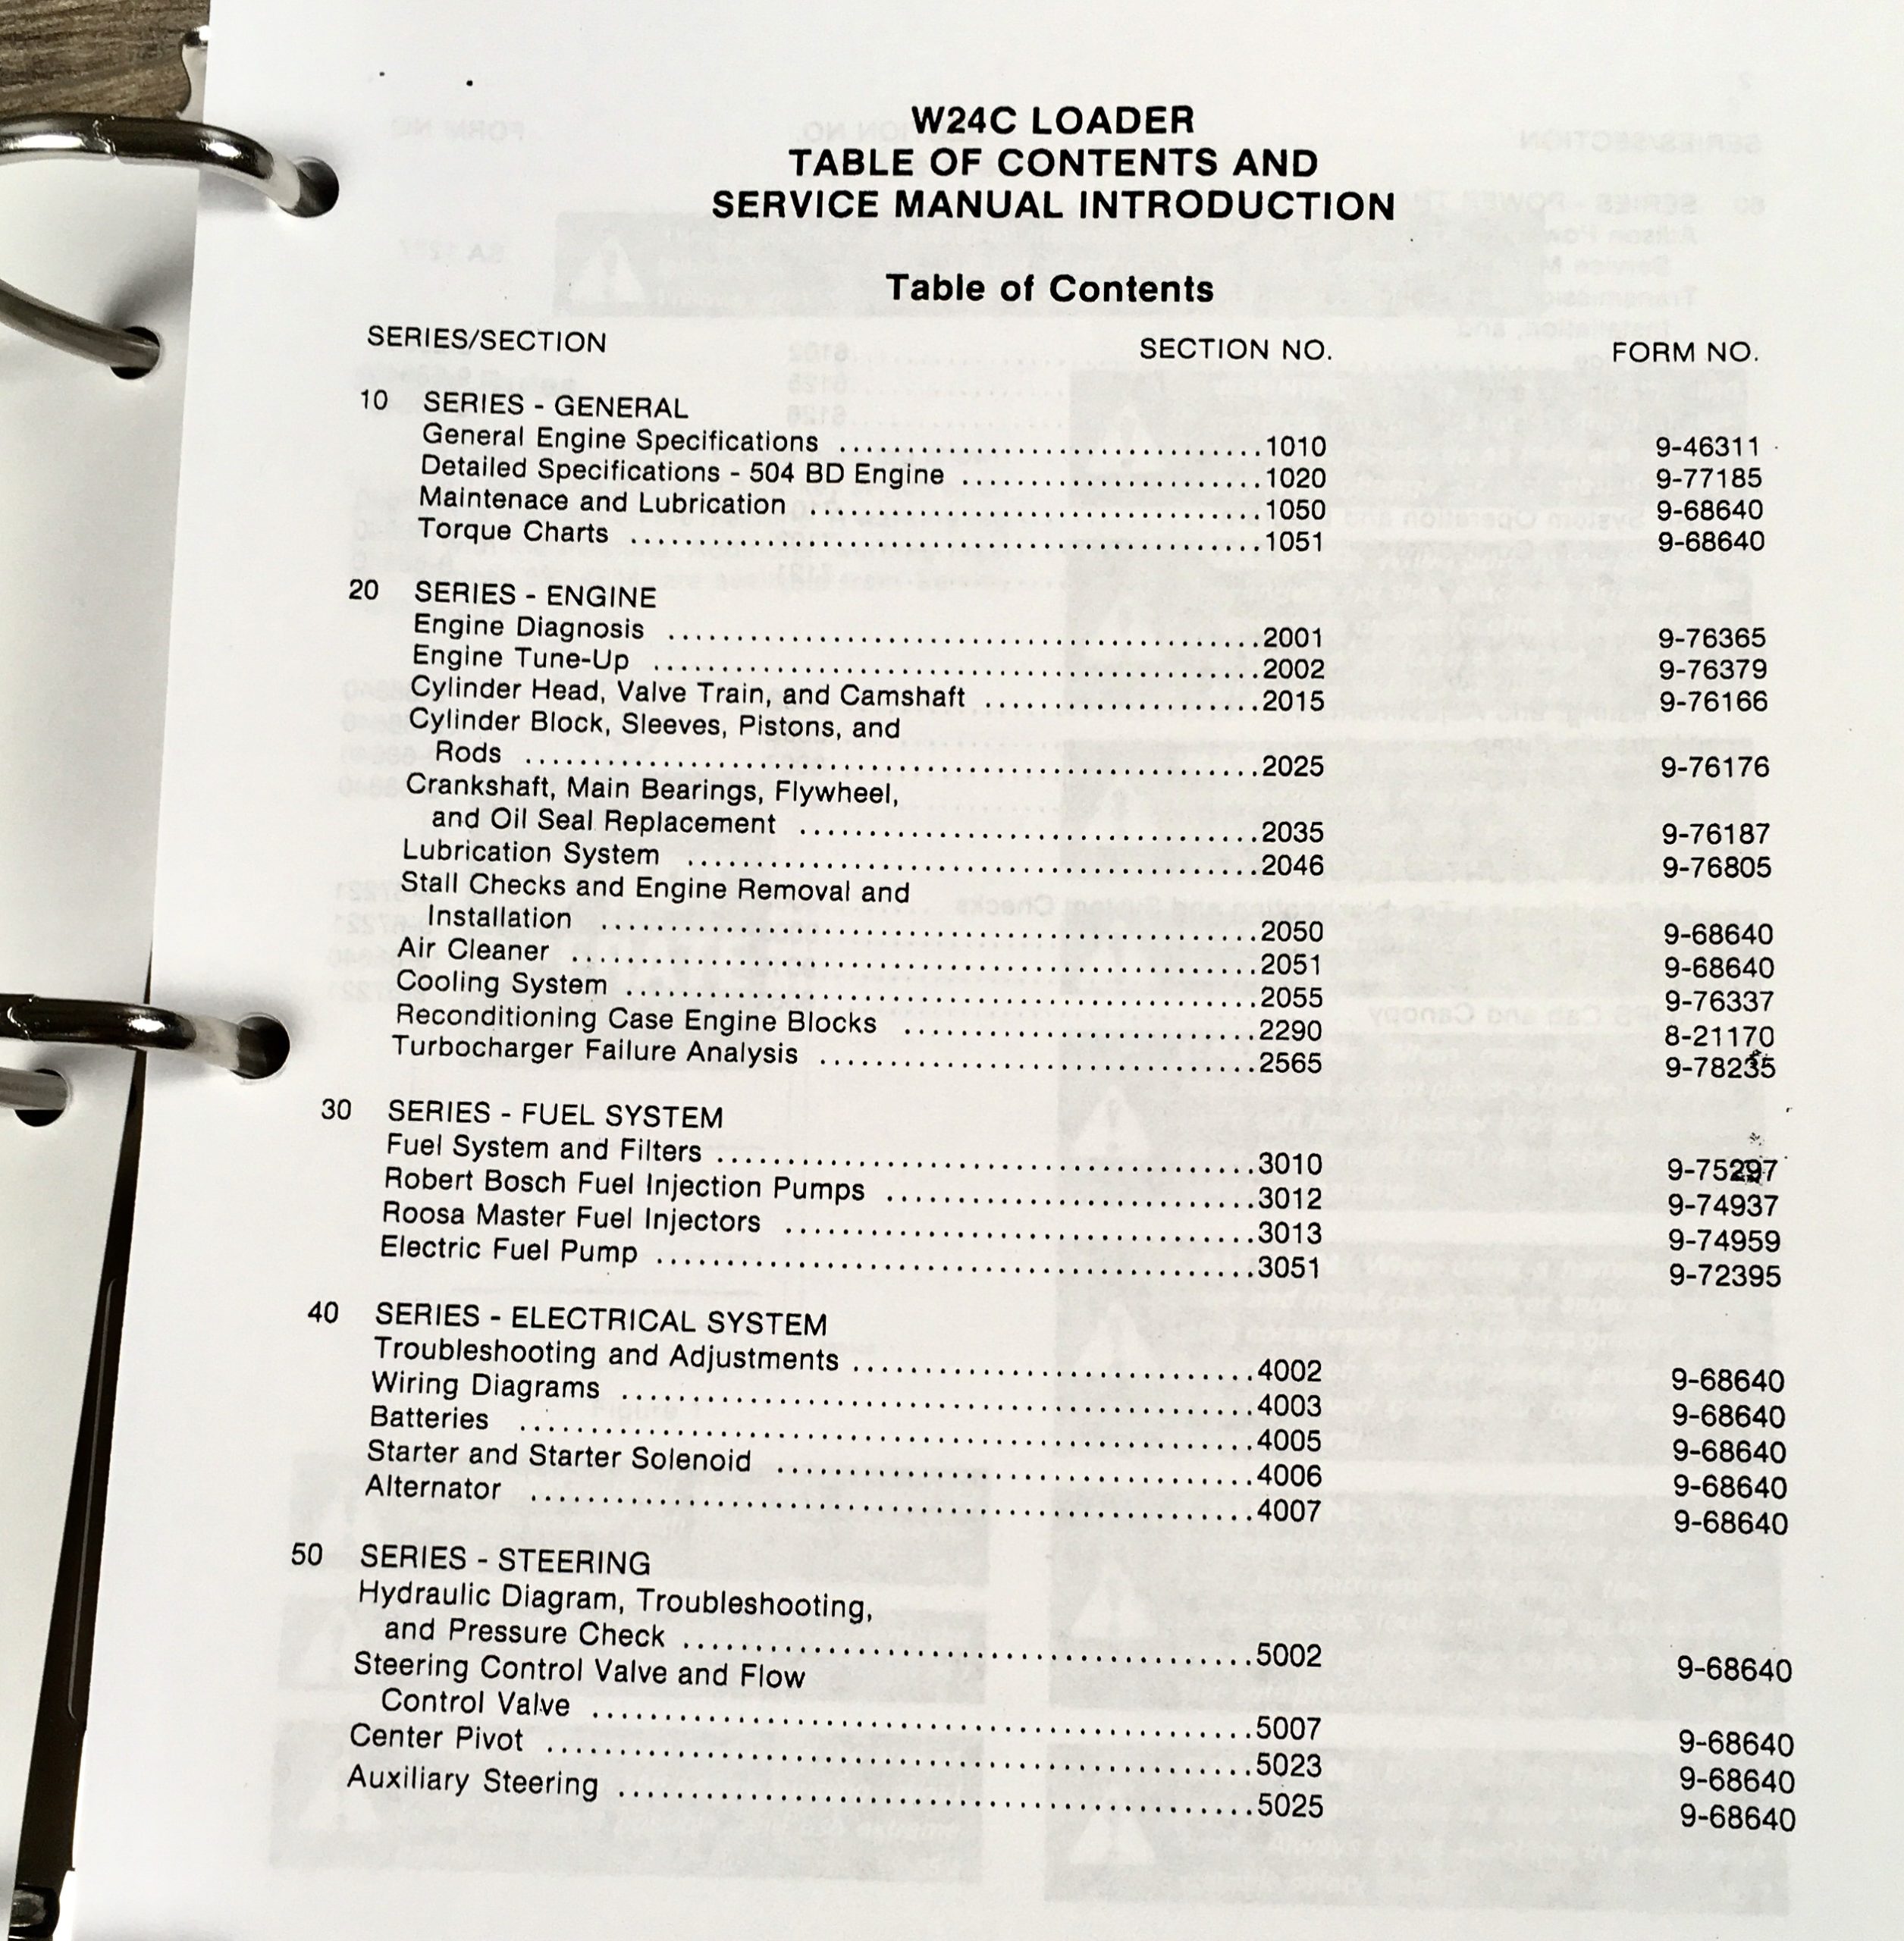 W24C LOADER
TABLE OF CONTENTS AND
SERVICE MANUAL INTRODUCTION
Table of Contents
SERIES/SECTION SECTION NO. FORM NO.
10 SERIES - GENERAL
General Engine Specifications ............................... 1010 9-46311
Detailed Specifications - 504 BD Engine ...................... 1020 9-77185
Maintenace and Lubrication ................................. 1050 9-68640
Torque Charts .............................................. 1051 9-68640
20 SERIES - ENGINE
Engine Diagnosis ........................................... 2001 9-76365
Engine Tune-Up ............................................ 2002 9-76379
Cylinder Head, Valve Train, and Camshaft .................... 2015 9-76166
Cylinder Block, Sleeves, Pistons, and
Rods ..................................................... 2025 9-76176
Crankshaft, Main Bearings, Flywheel,
and Oil Seal Replacement ................................. 2035 9-76187
Lubrication System ......................................... 2046 9-76805
Stall Checks and Engine Removal and
Installation ................................................ 2050 9-68640
Air Cleaner .................................................. 2051 9-68640
Cooling System .............................................. 2055 9-76337
Reconditioning Case Engine Blocks .......................... 2290 8-21170
Turbocharger Failure Analysis ................................ 2565 9-78235
30 SERIES - FUEL SYSTEM
Fuel System and Filters ....................................... 3010 9-75297
Robert Bosch Fuel Injection Pumps ........................... 3012 9-74937
Roosa Master Fuel Injectors .................................. 3013 9-74959
Electric Fuel Pump ........................................... 3051 9-72395
40 SERIES - ELECTRICAL SYSTEM
Troubleshooting and Adjustments ............................. 4002 9-68640
Wiring Diagrams ............................................. 4003 9-68640
Batteries .................................................... 4005 9-68640
Starter and Starter Solenoid .................................. 4006 9-68640
Alternator ................................................... 4007 9-68640
50 SERIES - STEERING
Hydraulic Diagram, Troubleshooting,
and Pressure Check ........................................ 5002 9-68640
Steering Control Valve and Flow
Control Valve ............................................... 5007 9-68640
Center Pivot .................................................. 5023 9-68640
Auxiliary Steering ............................................. 5025 9-68640